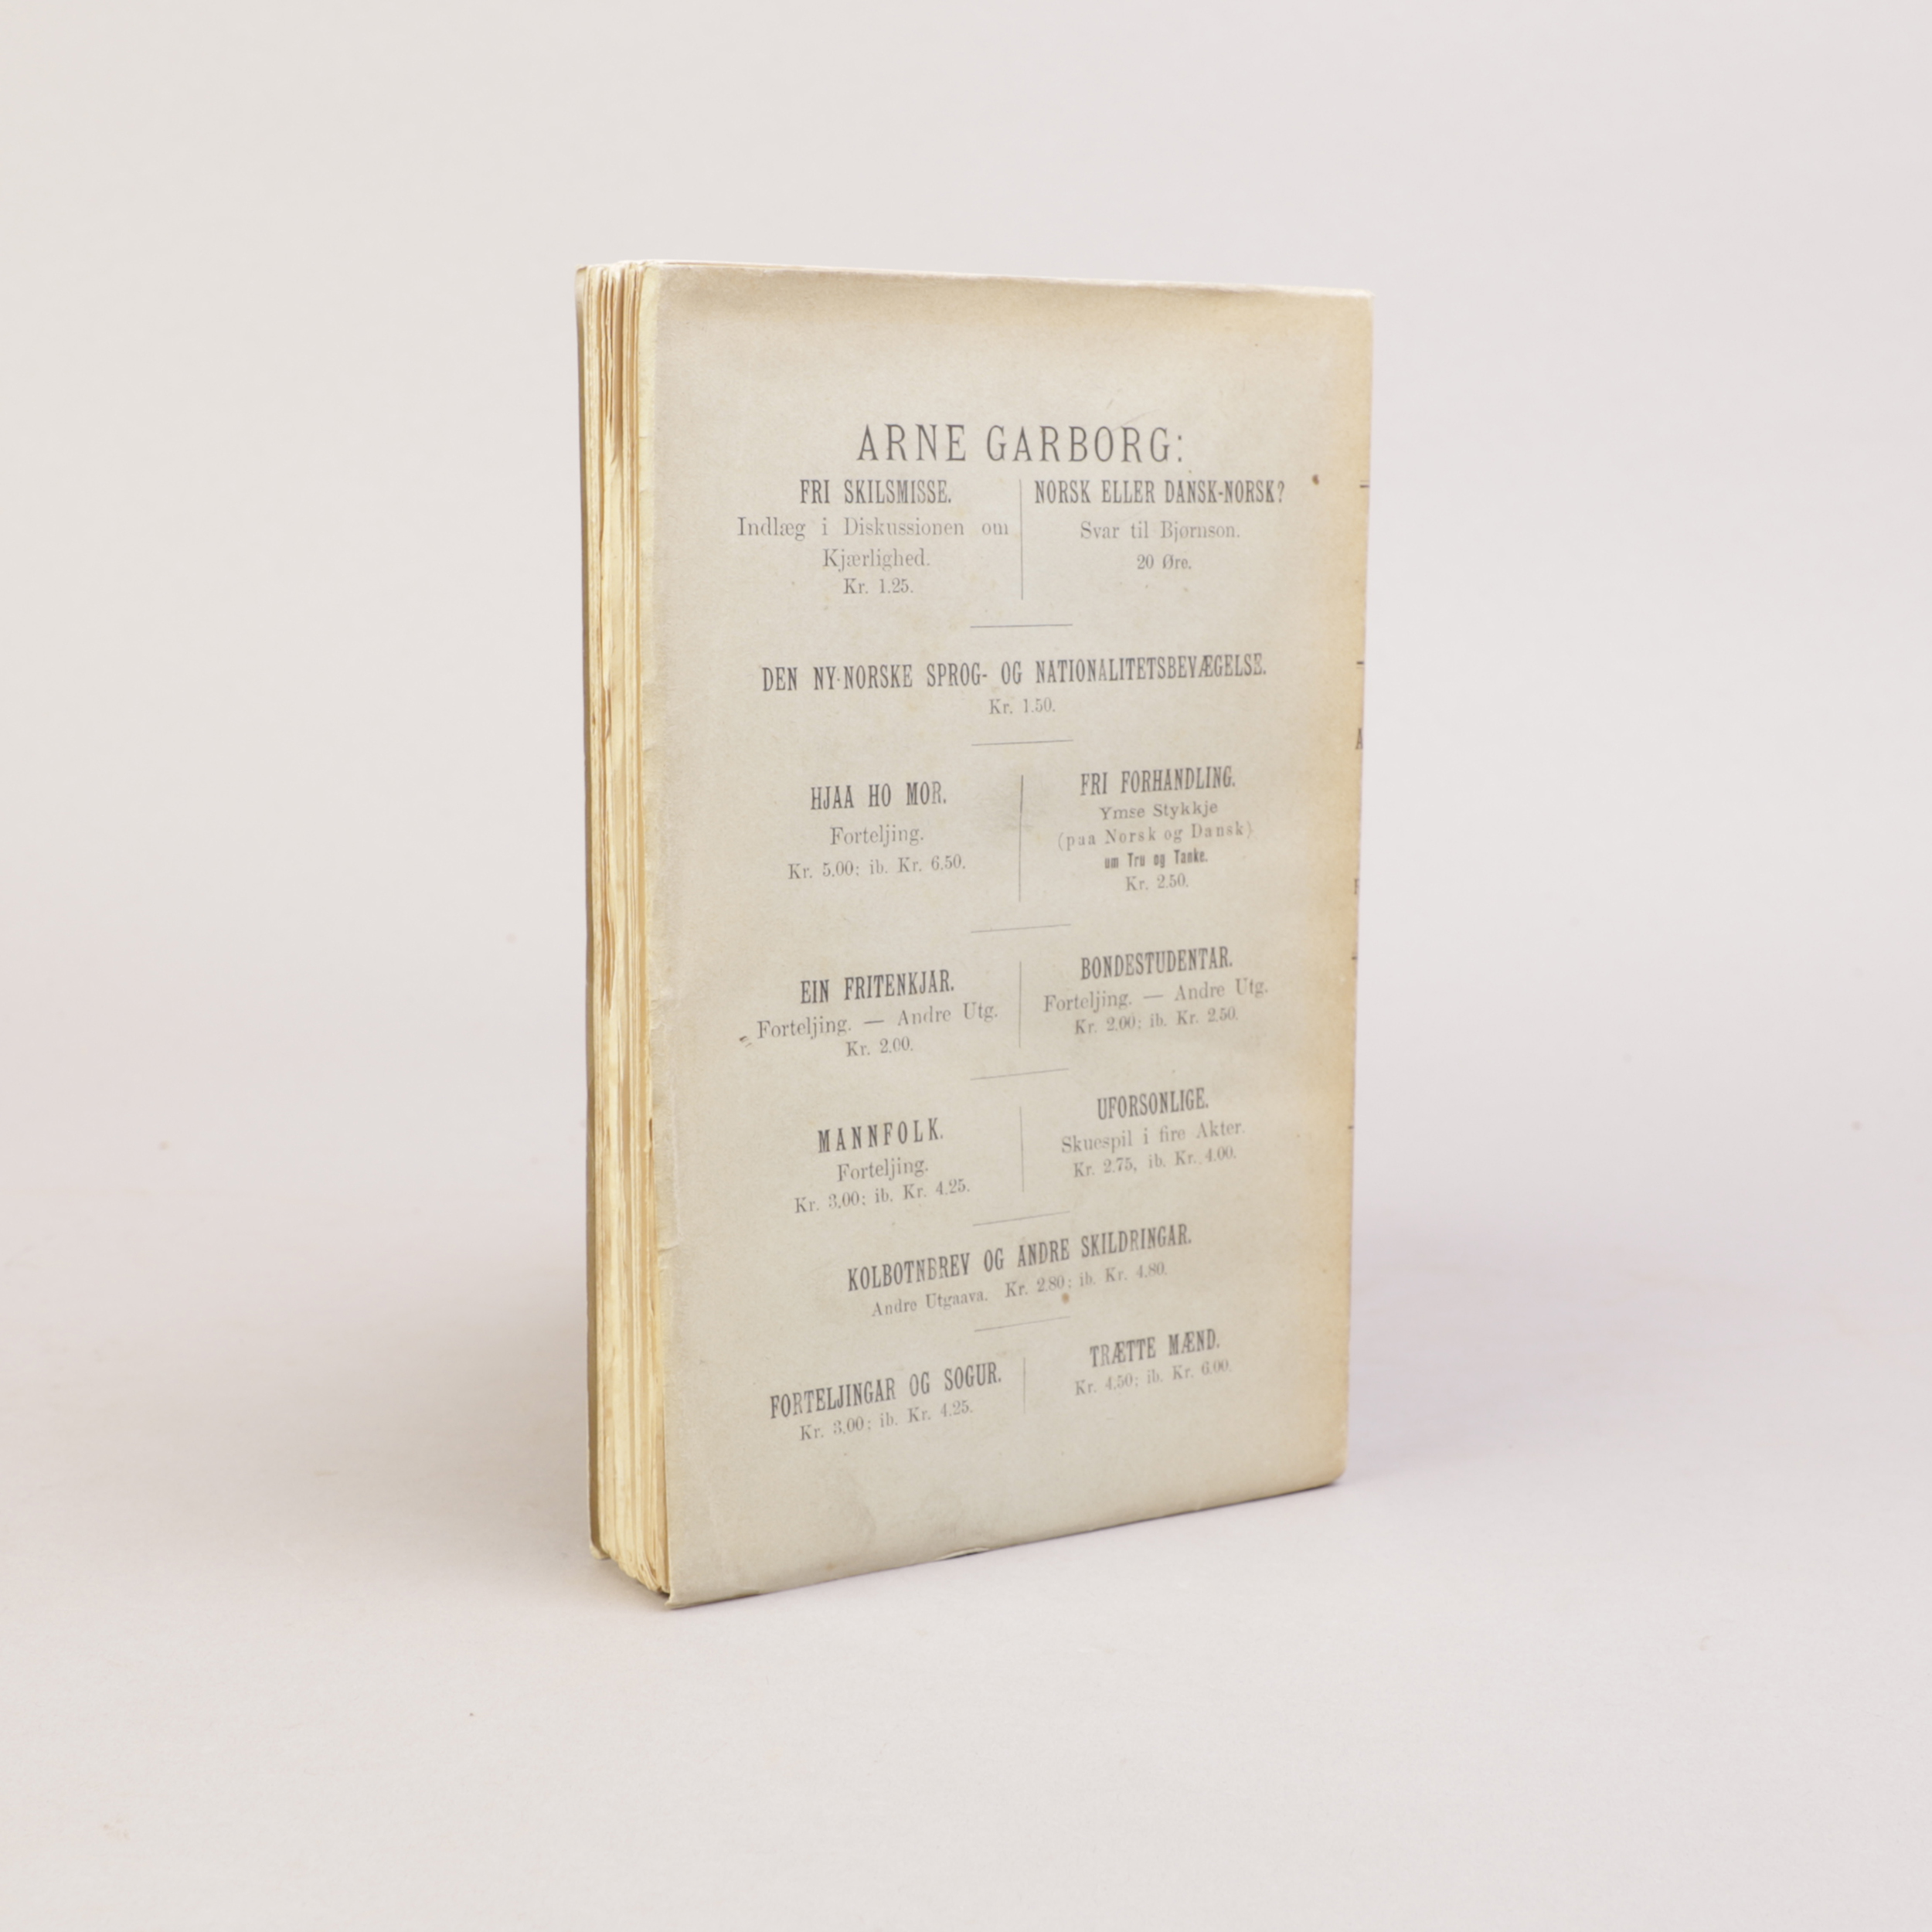 ARNE GARBORG:
FRI SKILSMISSE.
Indlæg i Diskussionen om
Kjærlighed.
Kr. 1.25.
NORSK ELLER DANSK-NORSK?
Svar til Bjørnson.
20 Øre.
DEN NY-NORSKE SPROG- OG NATIONALITETSBEVÆGELSE.
Kr. 1.50.
HJAA HO MOR.
Forteljing.
Kr. 5.00; ib. Kr. 6.50.
FRI FORHANDLING.
Ymse Stykkje
(paa Norsk og Dansk)
um Tru og Tanke.
Kr. 2.50.
EIN FRITENKJAR.
Forteljing. — Andre Utg.
Kr. 2.00.
BONDESTUDENTAR.
Forteljing. — Andre Utg.
Kr. 2.00; ib. Kr. 2.50.
MANNFOLK.
Forteljing.
Kr. 3.00; ib. Kr. 4.25.
UFORSONLIGE.
Skuespil i fire Akter.
Kr. 2.75, ib. Kr. 4.00.
KOLBOTNBREV OG ANDRE SKILDRINGAR.
Andre Utgaava. Kr. 2.80; ib. Kr. 4.80.
FORTELJINGAR OG SOGUR.
Kr. 3.00; ib. Kr. 4.25.
TRÆTTE MÆND.
Kr. 4.50; ib. Kr. 6.00.